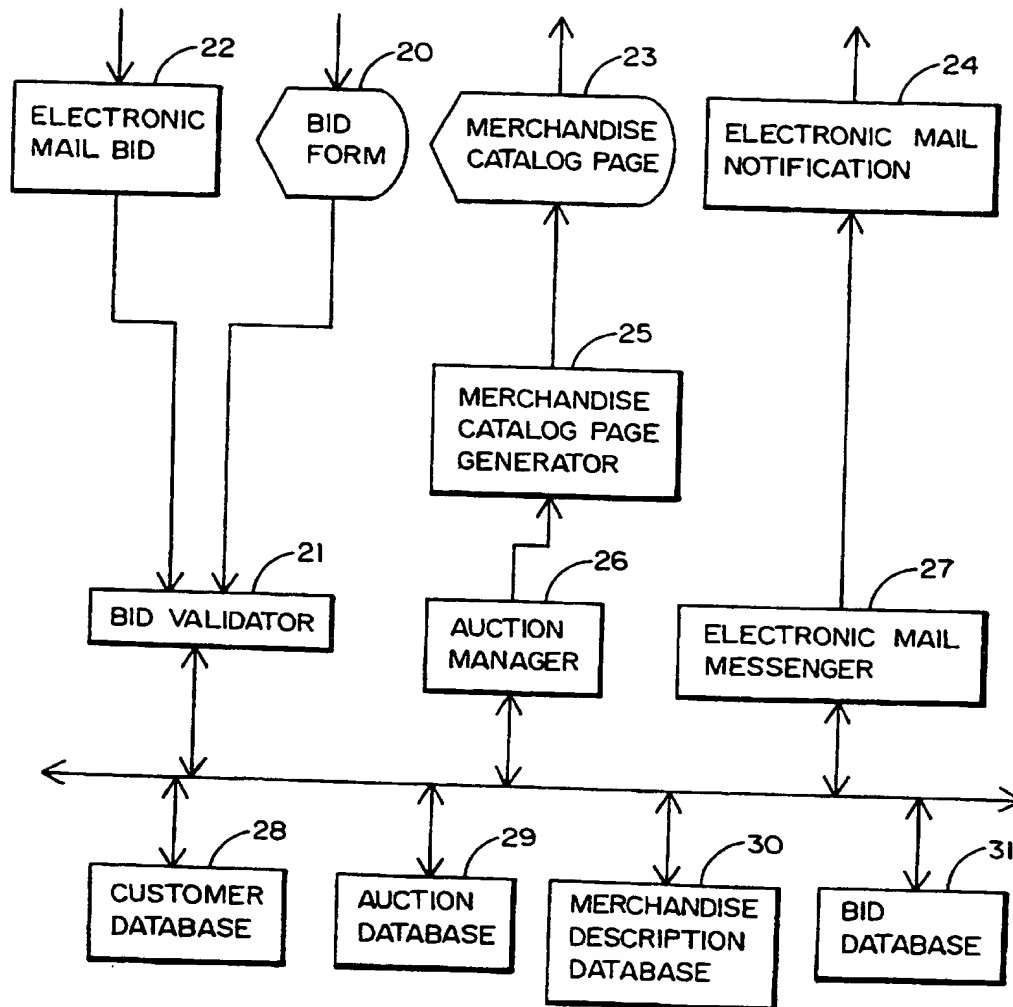 22
ELECTRONIC
MAIL BID
20
BID
FORM
23
MERCHANDISE
CATALOG PAGE
24
ELECTRONIC MAIL
NOTIFICATION
25
MERCHANDISE
CATALOG PAGE
GENERATOR
21
BID VALIDATOR
26
AUCTION
MANAGER
27
ELECTRONIC MAIL
MESSENGER
28
CUSTOMER
DATABASE
29
AUCTION
DATABASE
30
MERCHANDISE
DESCRIPTION
DATABASE
31
BID
DATABASE